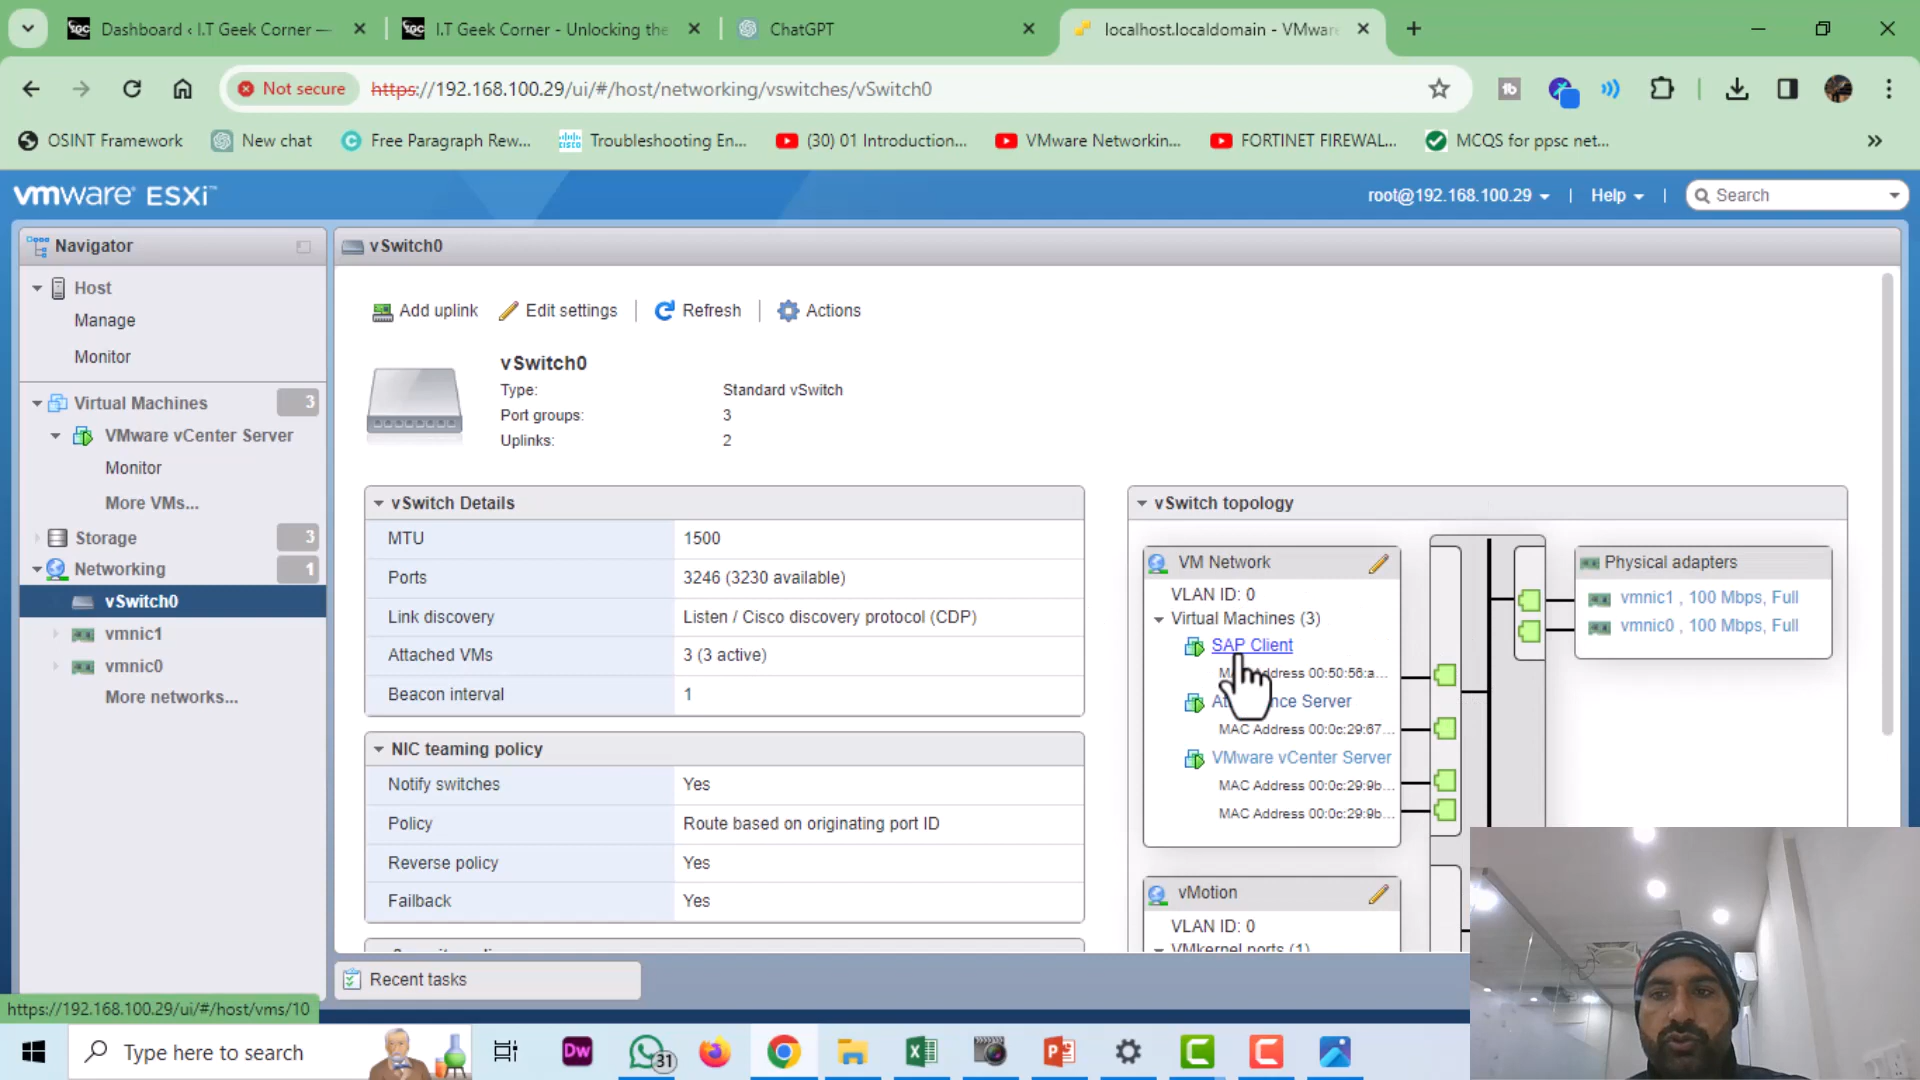 Dashboard ‹ I.T Geek Corner —
I.T Geek Corner - Unlocking the
ChatGPT
localhost.localdomain - VMware
Not secure
https://192.168.100.29/ui/#/host/networking/vswitches/vSwitch0
OSINT Framework
New chat
Free Paragraph Rew...
Troubleshooting En...
(30) 01 Introduction...
VMware Networkin...
FORTINET FIREWAL...
MCQS for ppsc net...
vmware ESXi™
root@192.168.100.29
Help
Search
Navigator
Host
Manage
Monitor
Virtual Machines 3
VMware vCenter Server
Monitor
More VMs...
Storage 3
Networking 1
vSwitch0
vmnic1
vmnic0
More networks...
vSwitch0
Add uplink
Edit settings
Refresh
Actions
vSwitch0
Type: Standard vSwitch
Port groups: 3
Uplinks: 2
vSwitch Details
MTU 1500
Ports 3246 (3230 available)
Link discovery Listen / Cisco discovery protocol (CDP)
Attached VMs 3 (3 active)
Beacon interval 1
NIC teaming policy
Notify switches Yes
Policy Route based on originating port ID
Reverse policy Yes
Failback Yes
vSwitch topology
VM Network
VLAN ID: 0
Virtual Machines (3)
SAP Client
Address 00:50:56:a...
Server
MAC Address 00:0c:29:67...
VMware vCenter Server
MAC Address 00:0c:29:9b...
MAC Address 00:0c:29:9b...
vMotion
VLAN ID: 0
VMkernel ports (1)
Physical adapters
vmnic1 , 100 Mbps, Full
vmnic0 , 100 Mbps, Full
Recent tasks
https://192.168.100.29/ui/#/host/vms/10
Type here to search
Dw
31